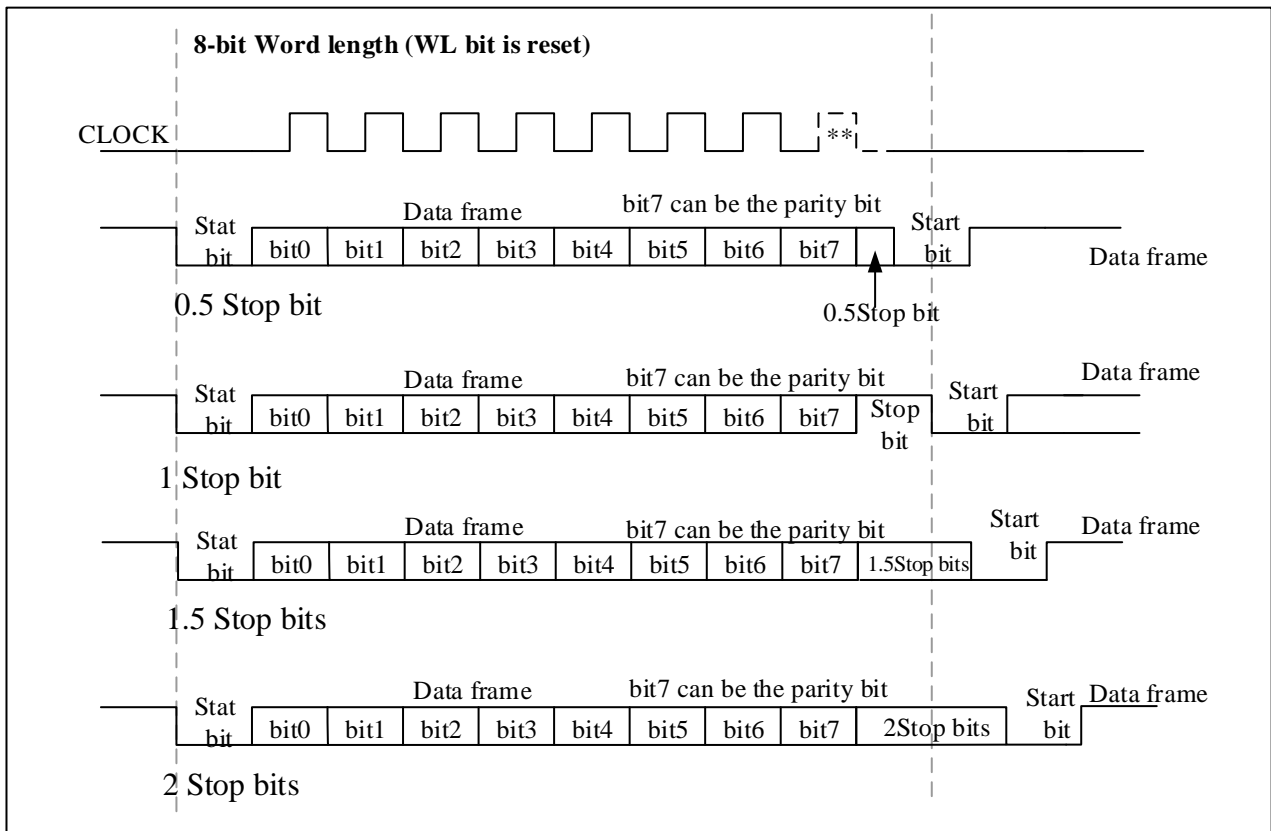 8-bit Word length (WL bit is reset)
CLOCK
**
Stat
bit
Data frame
bit7 can be the parity bit
Start
bit
bit0 bit1 bit2 bit3 bit4 bit5 bit6 bit7
Data frame
0.5 Stop bit
0.5Stop bit
Stat
bit
Data frame
bit7 can be the parity bit
Data frame
bit0 bit1 bit2 bit3 bit4 bit5 bit6 bit7
Stop
bit
Start
bit
1 Stop bit
Stat
bit
Data frame
bit7 can be the parity bit
Start
bit
Data frame
bit0 bit1 bit2 bit3 bit4 bit5 bit6 bit7
1.5Stop bits
1.5 Stop bits
Stat
bit
Data frame
bit7 can be the parity bit
Start
bit
Data frame
bit0 bit1 bit2 bit3 bit4 bit5 bit6 bit7
2Stop bits
2 Stop bits